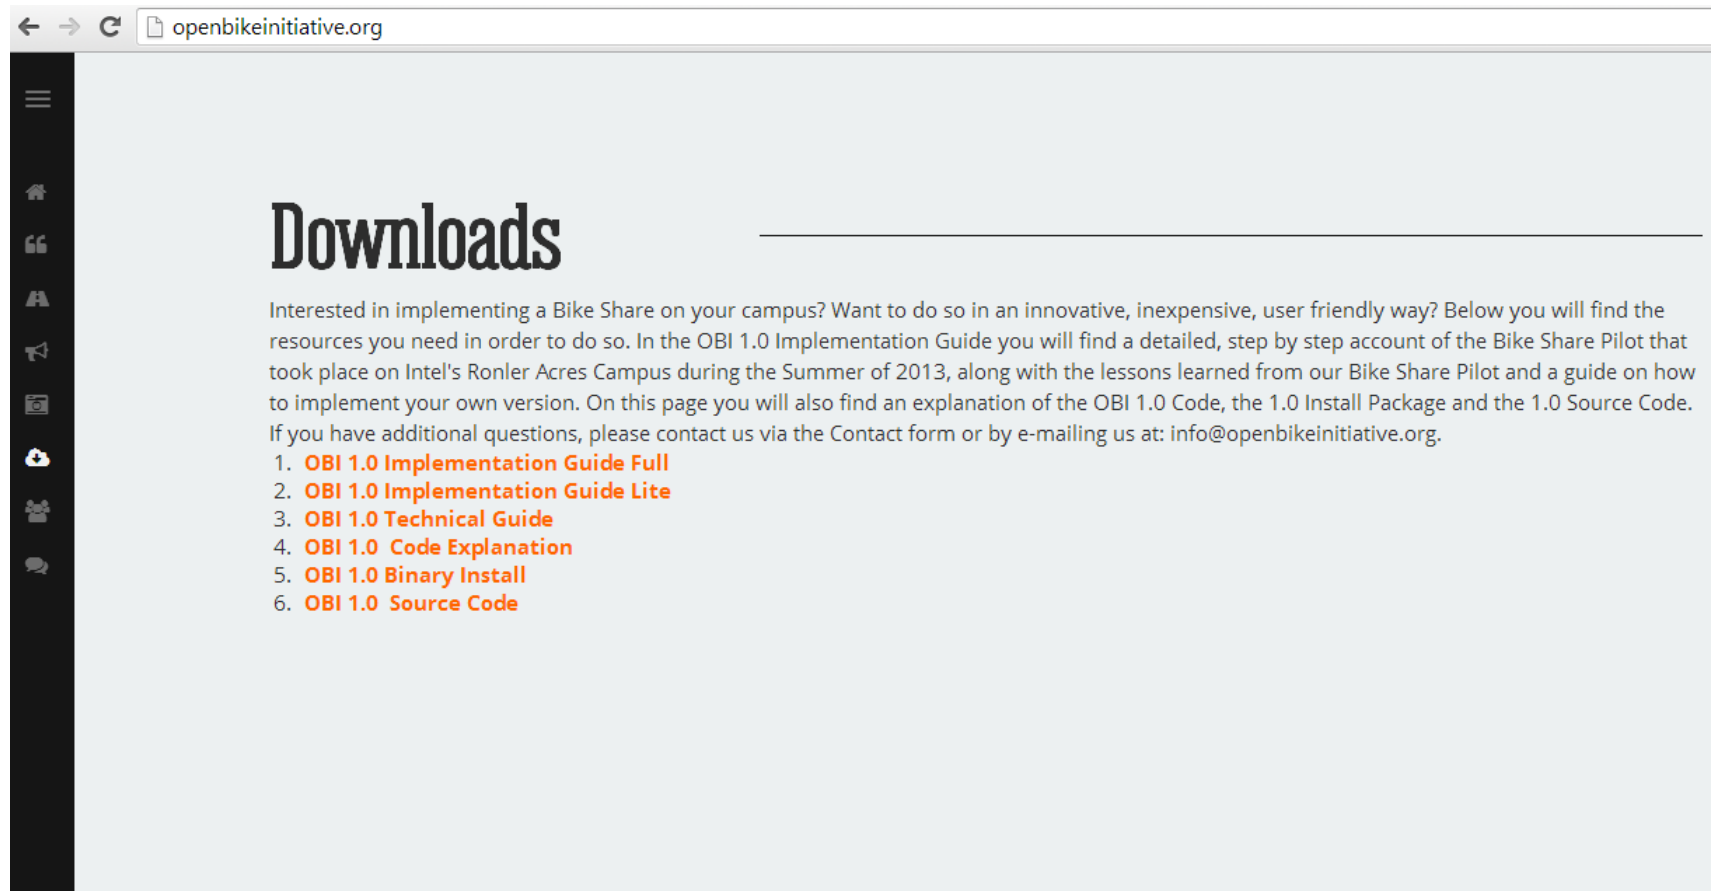 openbikeinitiative.org
Downloads
Interested in implementing a Bike Share on your campus? Want to do so in an innovative, inexpensive, user friendly way? Below you will find the
resources you need in order to do so. In the OBI 1.0 Implementation Guide you will find a detailed, step by step account of the Bike Share Pilot that
took place on Intel's Ronler Acres Campus during the Summer of 2013, along with the lessons learned from our Bike Share Pilot and a guide on how
to implement your own version. On this page you will also find an explanation of the OBI 1.0 Code, the 1.0 Install Package and the 1.0 Source Code.
If you have additional questions, please contact us via the Contact form or by e-mailing us at: info@openbikeinitiative.org.
1. OBI 1.0 Implementation Guide Full
2. OBI 1.0 Implementation Guide Lite
3. OBI 1.0 Technical Guide
4. OBI 1.0  Code Explanation
5. OBI 1.0 Binary Install
6. OBI 1.0  Source Code